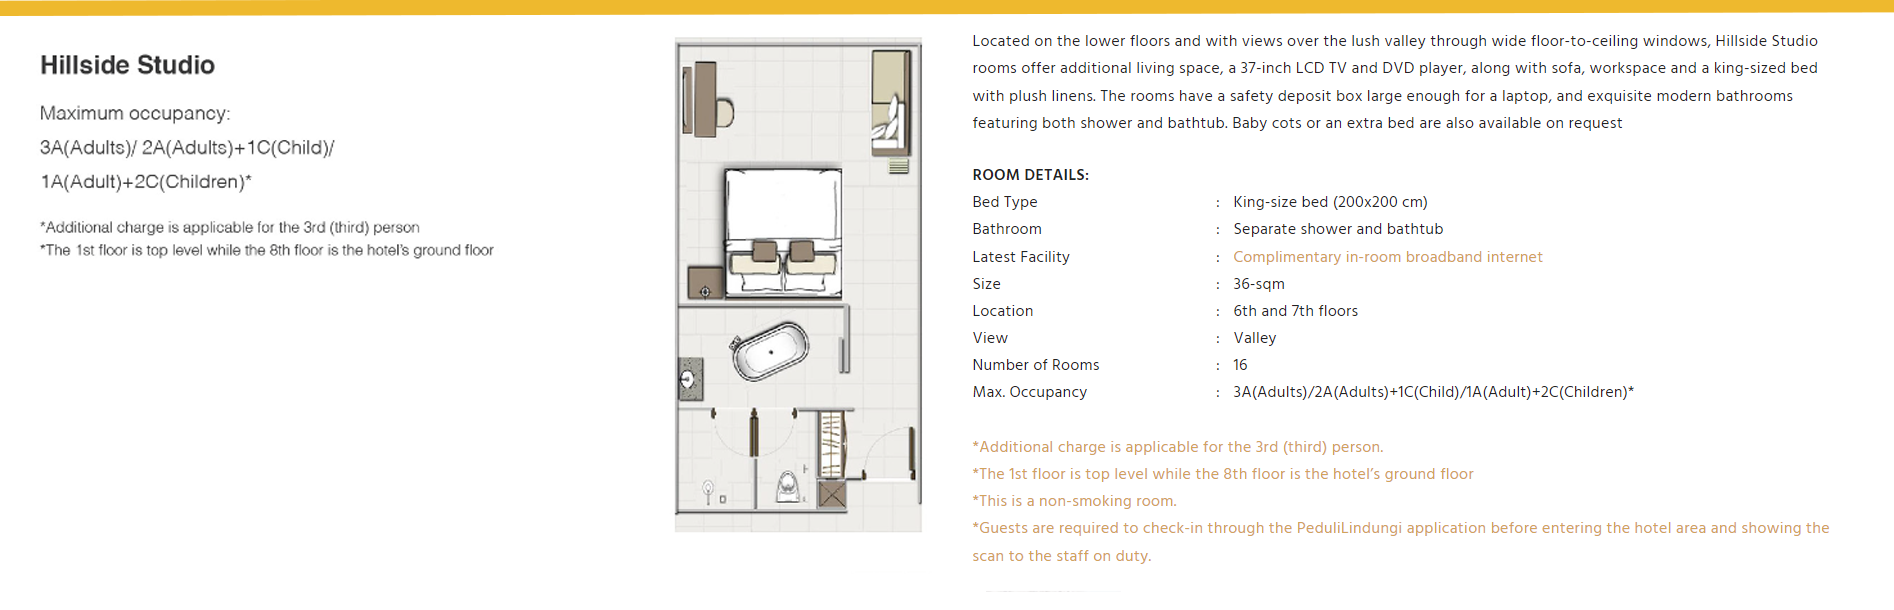 Hillside Studio
Maximum occupancy:
3A(Adults)/ 2A(Adults)+1C(Child)/
1A(Adult)+2C(Children)*
*Additional charge is applicable for the 3rd (third) person
*The 1st floor is top level while the 8th floor is the hotel's ground floor
Located on the lower floors and with views over the lush valley through wide floor-to-ceiling windows, Hillside Studio
rooms offer additional living space, a 37-inch LCD TV and DVD player, along with sofa, workspace and a king-sized bed
with plush linens. The rooms have a safety deposit box large enough for a laptop, and exquisite modern bathrooms
featuring both shower and bathtub. Baby cots or an extra bed are also available on request
ROOM DETAILS:
Bed Type : King-size bed (200x200 cm)
Bathroom : Separate shower and bathtub
Latest Facility : Complimentary in-room broadband internet
Size : 36-sqm
Location : 6th and 7th floors
View : Valley
Number of Rooms : 16
Max. Occupancy : 3A(Adults)/2A(Adults)+1C(Child)/1A(Adult)+2C(Children)*
*Additional charge is applicable for the 3rd (third) person.
*The 1st floor is top level while the 8th floor is the hotel's ground floor
*This is a non-smoking room.
*Guests are required to check-in through the PeduliLindungi application before entering the hotel area and showing the
scan to the staff on duty.